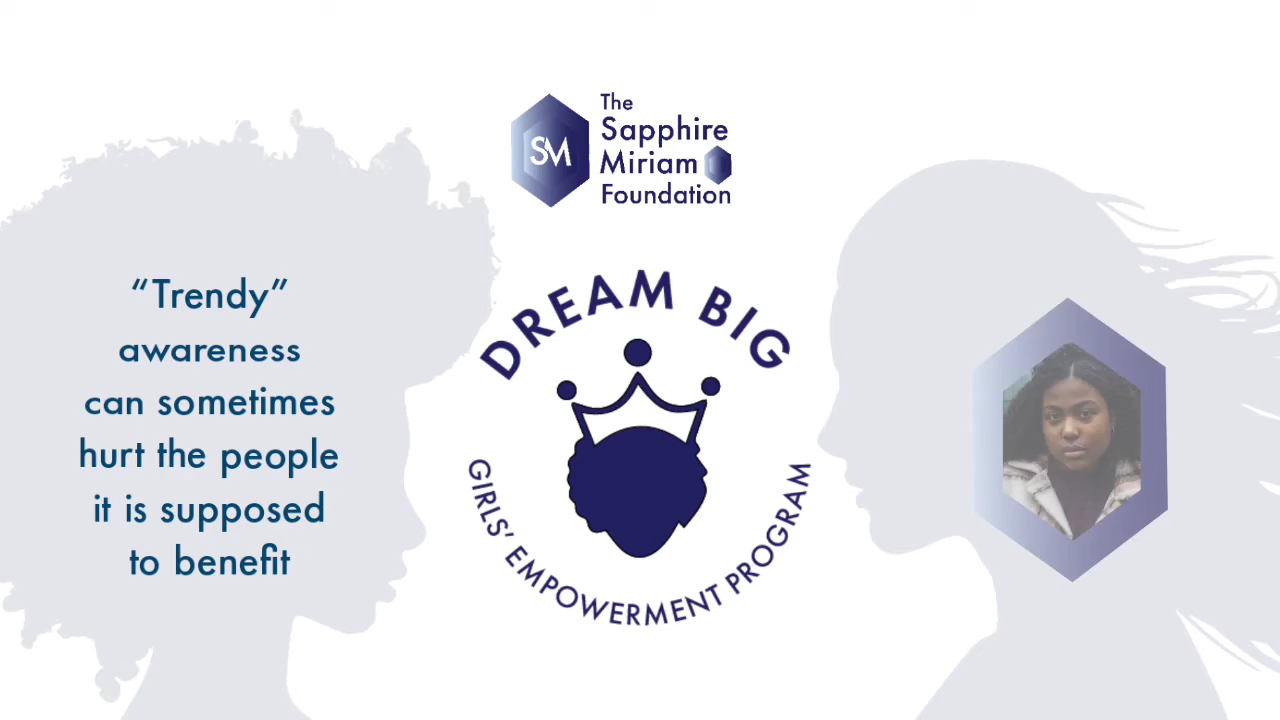 SM
The
Sapphire
Miriam
Foundation
“Trendy”
awareness
can sometimes
hurt the people
it is supposed
to benefit
DREAM BIG
GIRLS’ EMPOWERMENT PROGRAM